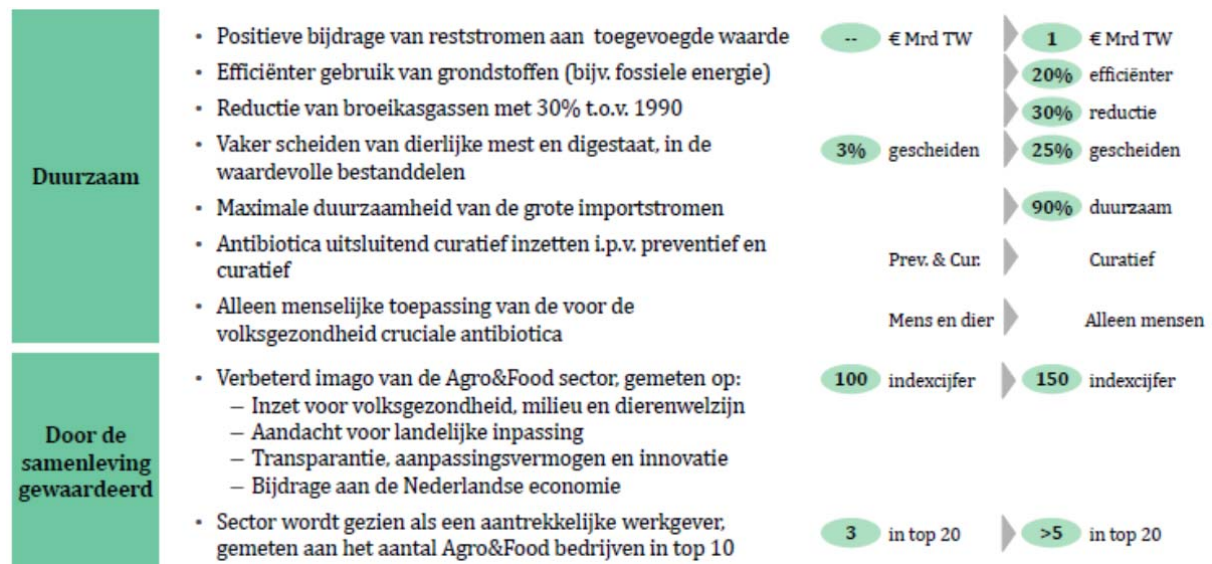 Duurzaam
• Positieve bijdrage van reststromen aan toegevoegde waarde -- € Mrd TW 1 € Mrd TW
• Efficiënter gebruik van grondstoffen (bijv. fossiele energie) 20% efficiënter
• Reductie van broeikasgassen met 30% t.o.v. 1990 30% reductie
• Vaker scheiden van dierlijke mest en digestaat, in de 3% gescheiden 25% gescheiden
waardevolle bestanddelen
• Maximale duurzaamheid van de grote importstromen 90% duurzaam
• Antibiotica uitsluitend curatief inzetten i.p.v. preventief en
curatief Prev. & Cur. Curatief
• Alleen menselijke toepassing van de voor de
volksgezondheid cruciale antibiotica Mens en dier Alleen mensen
Door de
samenleving
gewaardeerd
• Verbeterd imago van de Agro&Food sector, gemeten op: 100 indexcijfer 150 indexcijfer
– Inzet voor volksgezondheid, milieu en dierenwelzijn
– Aandacht voor landelijke inpassing
– Transparantie, aanpassingsvermogen en innovatie
– Bijdrage aan de Nederlandse economie
• Sector wordt gezien als een aantrekkelijke werkgever, 3 in top 20 >5 in top 20
gemeten aan het aantal Agro&Food bedrijven in top 10